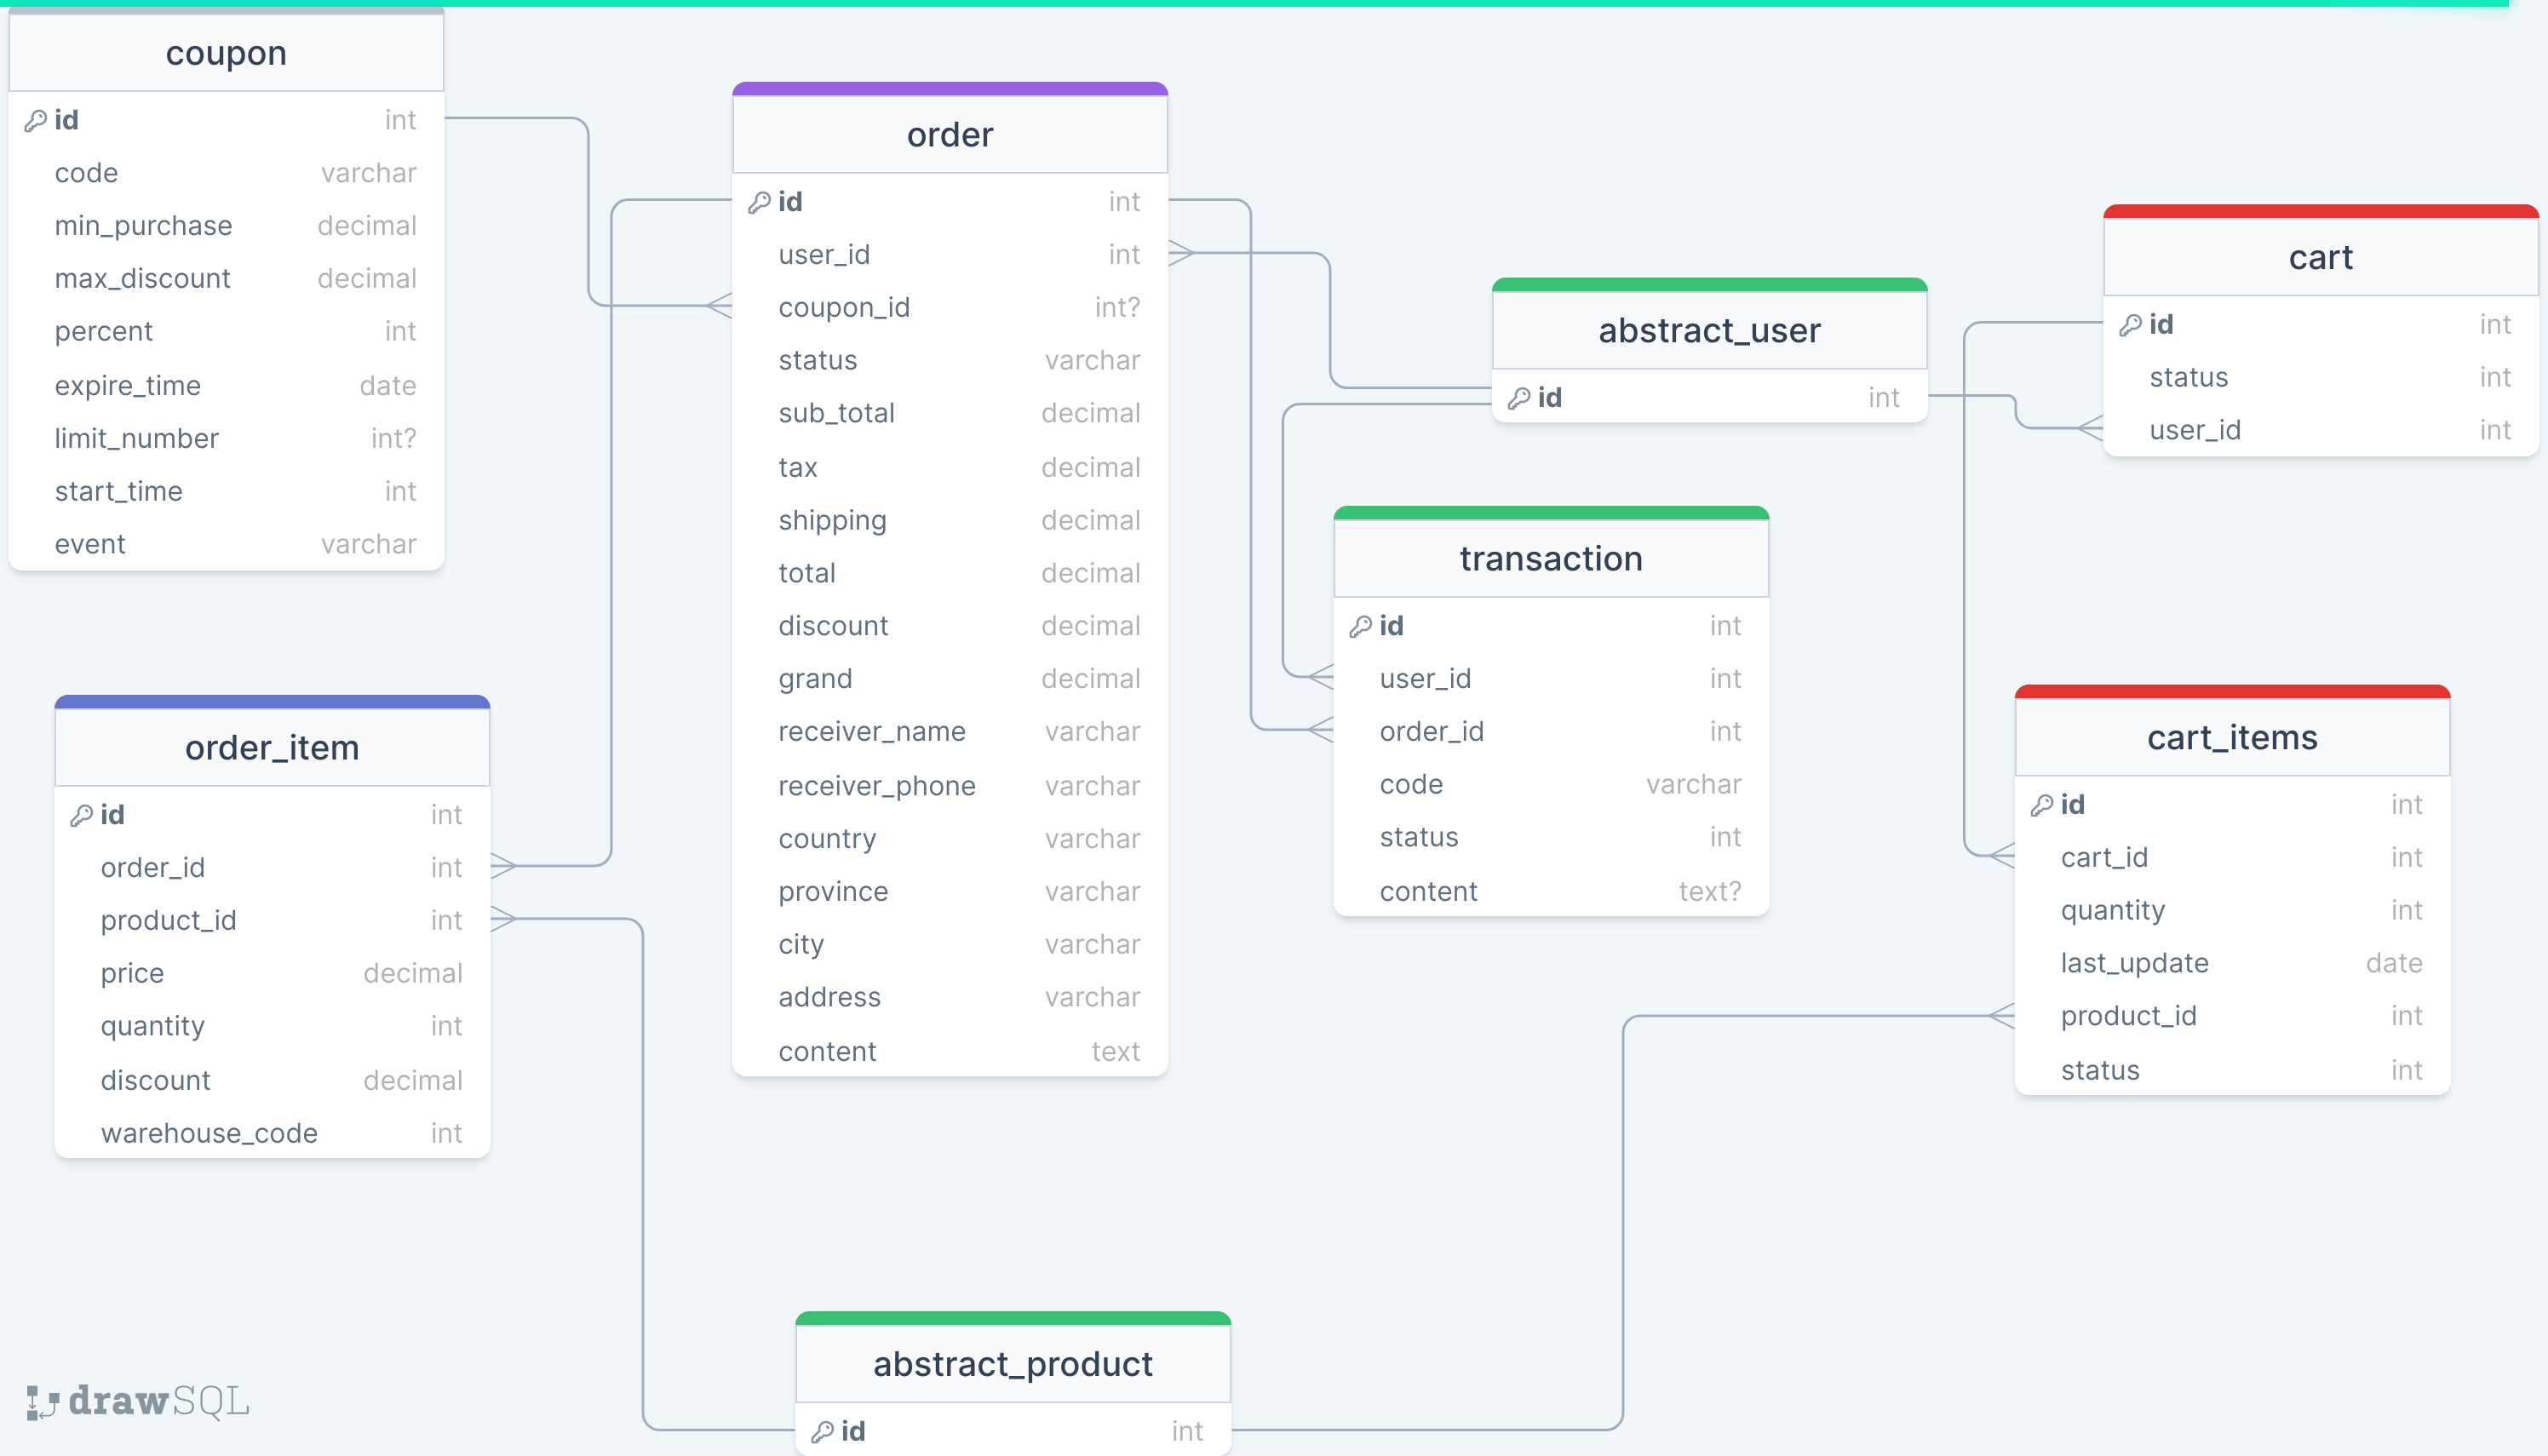 coupon
id int
code varchar
min_purchase decimal
max_discount decimal
percent int
expire_time date
limit_number int?
start_time int
event varchar
order
id int
user_id int
coupon_id int?
status varchar
sub_total decimal
tax decimal
shipping decimal
total decimal
discount decimal
grand decimal
receiver_name varchar
receiver_phone varchar
country varchar
province varchar
city varchar
address varchar
content text
abstract_user
id int
cart
id int
status int
user_id int
transaction
id int
user_id int
order_id int
code varchar
status int
content text?
order_item
id int
order_id int
product_id int
price decimal
quantity int
discount decimal
warehouse_code int
cart_items
id int
cart_id int
quantity int
last_update date
product_id int
status int
abstract_product
id int
drawSQL